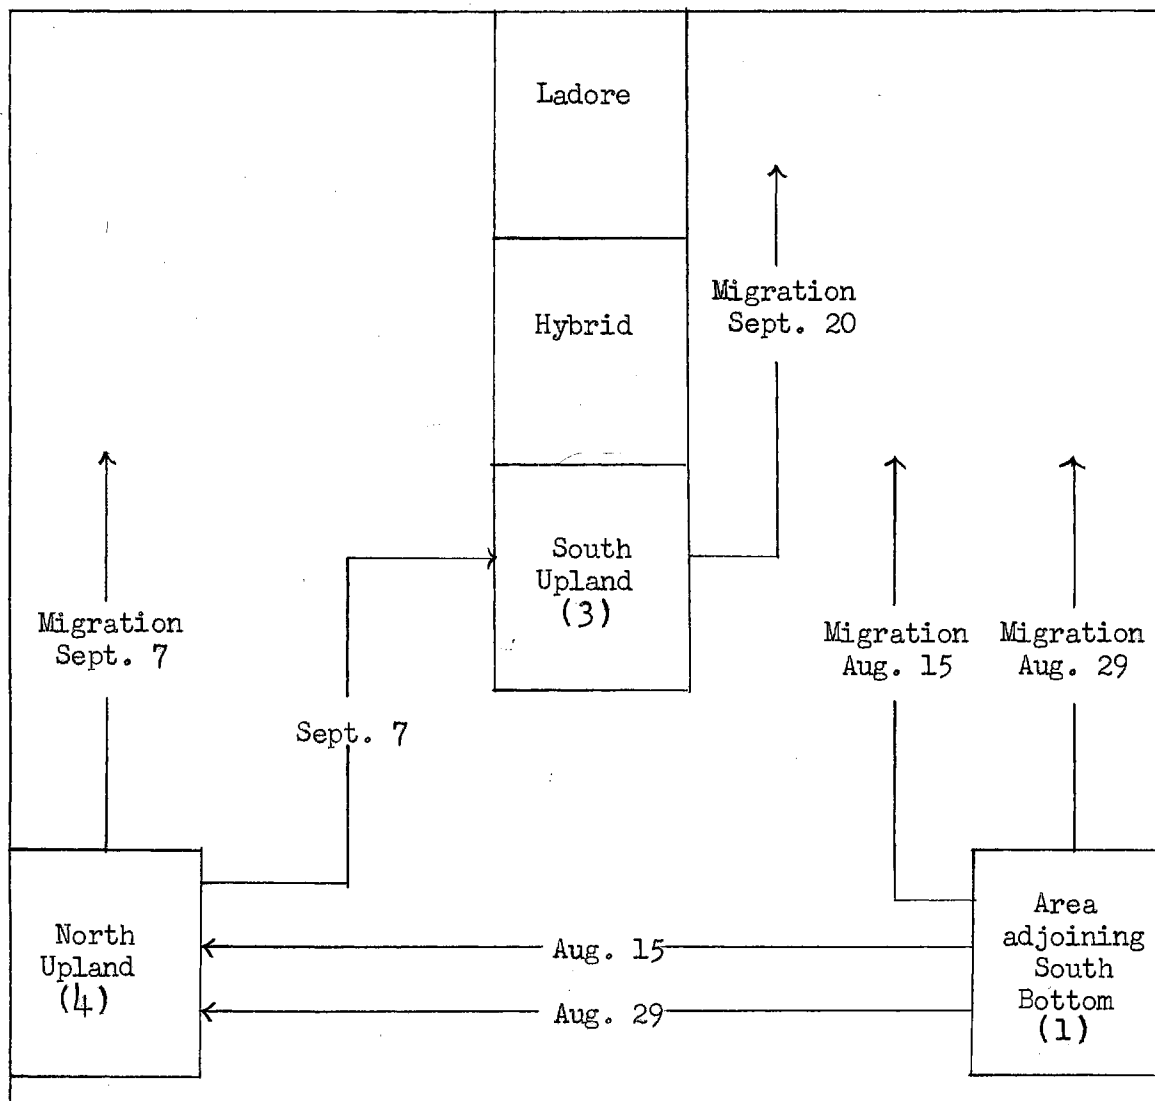 Ladore
Migration
Sept. 20
Hybrid
South
Upland
(3)
Migration
Sept. 7
Migration
Aug. 15
Migration
Aug. 29
Sept. 7
North
Upland
(4)
Aug. 15
Aug. 29
Area
adjoining
South
Bottom
(1)